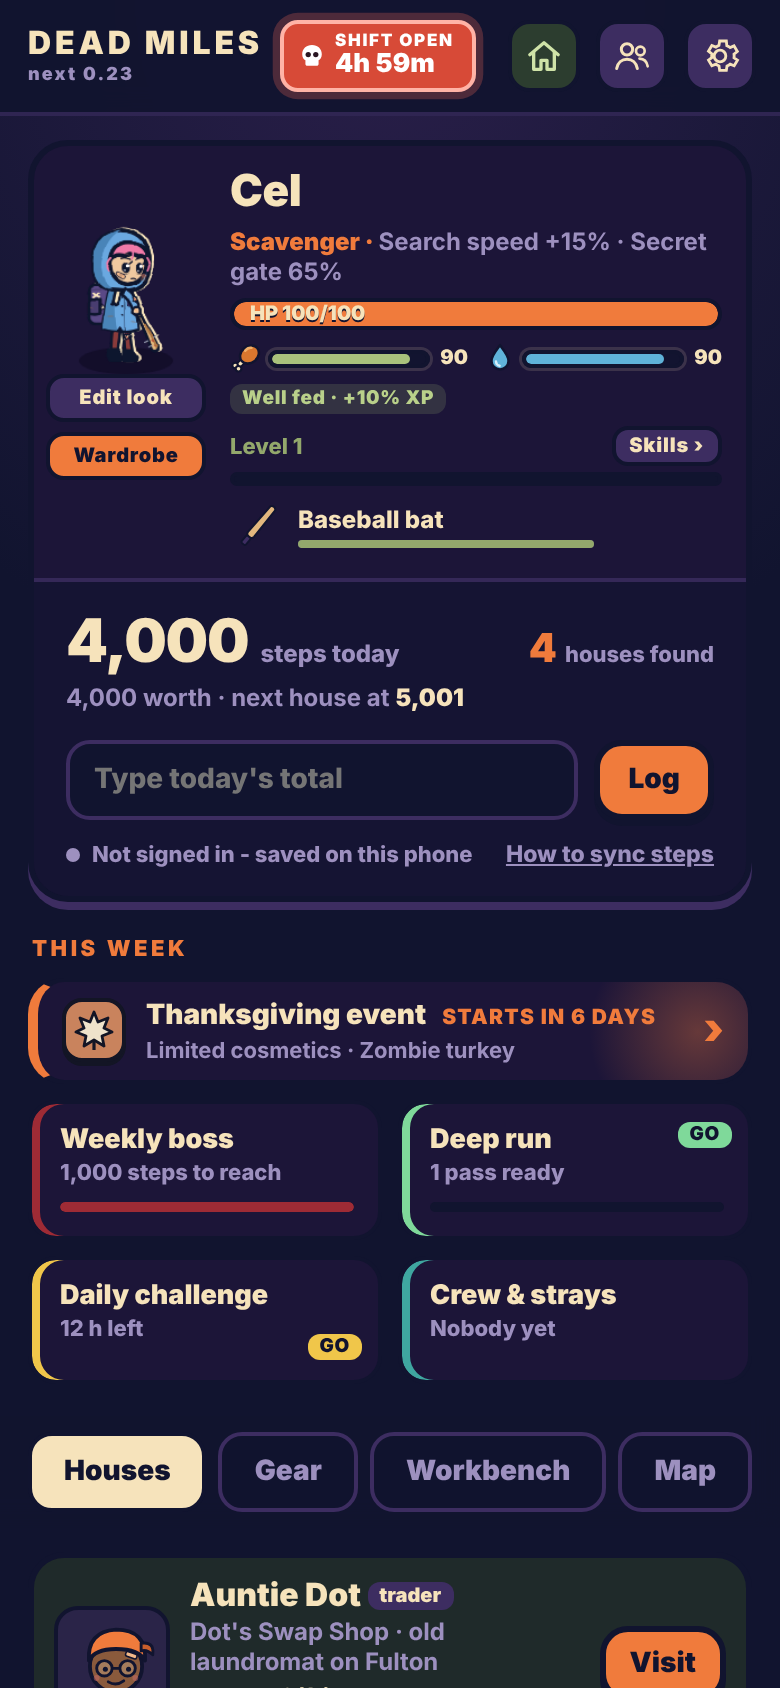 DEAD MILES
next 0.23
SHIFT OPEN
4h 59m
Cel
Scavenger · Search speed +15% · Secret
gate 65%
HP 100/100
90
90
Well fed · +10% XP
Edit look
Wardrobe
Level 1
Skills ›
Baseball bat
4,000 steps today
4 houses found
4,000 worth · next house at 5,001
Type today's total
Log
Not signed in - saved on this phone
How to sync steps
THIS WEEK
Thanksgiving event STARTS IN 6 DAYS
Limited cosmetics · Zombie turkey
Weekly boss
1,000 steps to reach
Deep run
GO
1 pass ready
Daily challenge
12 h left
GO
Crew & strays
Nobody yet
Houses
Gear
Workbench
Map
Auntie Dot trader
Dot's Swap Shop · old
laundromat on Fulton
Visit